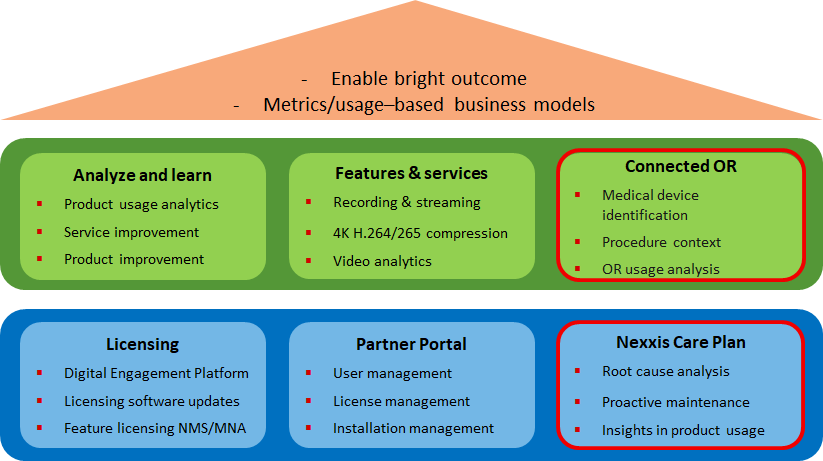 - Enable bright outcome
- Metrics/usage–based business models
Analyze and learn
▪ Product usage analytics
▪ Service improvement
▪ Product improvement
Features & services
▪ Recording & streaming
▪ 4K H.264/265 compression
▪ Video analytics
Connected OR
▪ Medical device
identification
▪ Procedure context
▪ OR usage analysis
Licensing
▪ Digital Engagement Platform
▪ Licensing software updates
▪ Feature licensing NMS/MNA
Partner Portal
▪ User management
▪ License management
▪ Installation management
Nexxis Care Plan
▪ Root cause analysis
▪ Proactive maintenance
▪ Insights in product usage